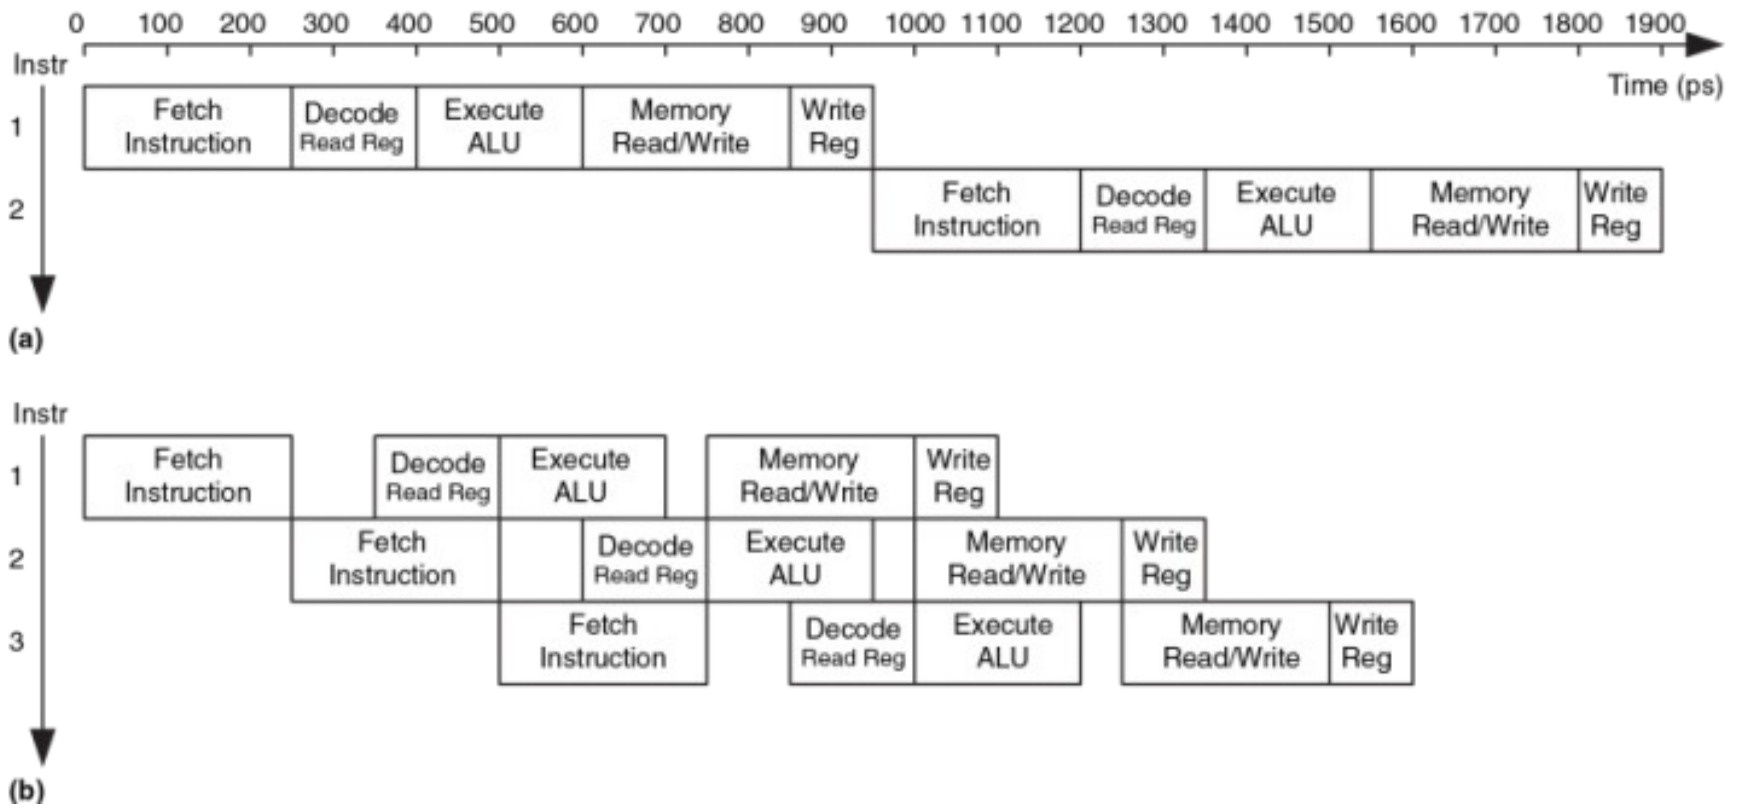 0 100 200 300 400 500 600 700 800 900 1000 1100 1200 1300 1400 1500 1600 1700 1800 1900
Instr
Time (ps)
1
Fetch Instruction
Decode Read Reg
Execute ALU
Memory Read/Write
Write Reg
2
Fetch Instruction
Decode Read Reg
Execute ALU
Memory Read/Write
Write Reg
(a)
Instr
1
Fetch Instruction
Decode Read Reg
Execute ALU
Memory Read/Write
Write Reg
2
Fetch Instruction
Decode Read Reg
Execute ALU
Memory Read/Write
Write Reg
3
Fetch Instruction
Decode Read Reg
Execute ALU
Memory Read/Write
Write Reg
(b)